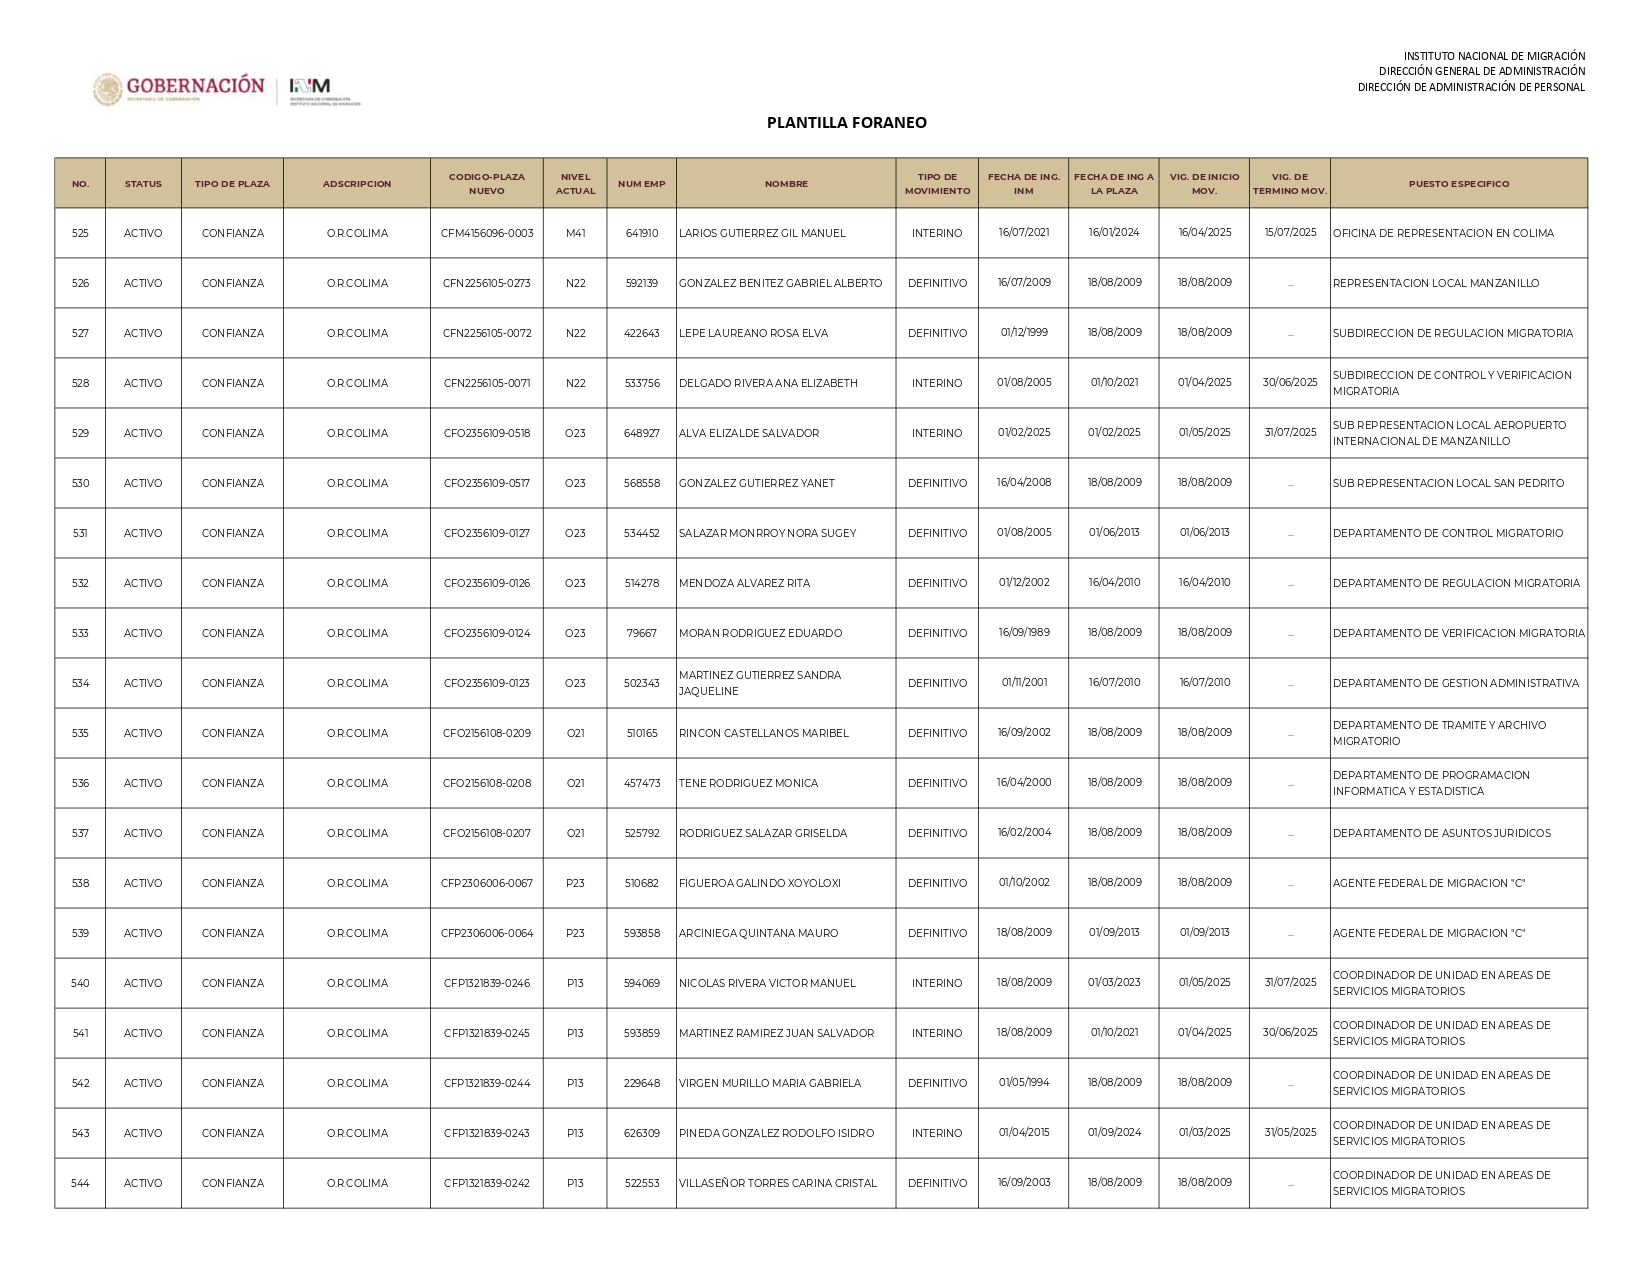 INSTITUTO NACIONAL DE MIGRACIÓN
DIRECCIÓN GENERAL DE ADMINISTRACIÓN
DIRECCIÓN DE ADMINISTRACIÓN DE PERSONAL
GOBERNACIÓN
SECRETARÍA DE GOBERNACIÓN
INM
SECRETARÍA DE GOBERNACIÓN
INSTITUTO NACIONAL DE MIGRACIÓN
PLANTILLA FORANEO
NO. STATUS TIPO DE PLAZA ADSCRIPCION CODIGO-PLAZA NUEVO NIVEL ACTUAL NUM EMP NOMBRE TIPO DE MOVIMIENTO FECHA DE ING. INM FECHA DE ING A LA PLAZA VIG. DE INICIO MOV. VIG. DE TERMINO MOV. PUESTO ESPECIFICO
525 ACTIVO CONFIANZA O.R.COLIMA CFM4156096-0003 M41 641910 LARIOS GUTIERREZ GIL MANUEL INTERINO 16/07/2021 16/01/2024 16/04/2025 15/07/2025 OFICINA DE REPRESENTACION EN COLIMA
526 ACTIVO CONFIANZA O.R.COLIMA CFN2256105-0273 N22 592139 GONZALEZ BENITEZ GABRIEL ALBERTO DEFINITIVO 16/07/2009 18/08/2009 18/08/2009 ... REPRESENTACION LOCAL MANZANILLO
527 ACTIVO CONFIANZA O.R.COLIMA CFN2256105-0072 N22 422643 LEPE LAUREANO ROSA ELVA DEFINITIVO 01/12/1999 18/08/2009 18/08/2009 ... SUBDIRECCION DE REGULACION MIGRATORIA
528 ACTIVO CONFIANZA O.R.COLIMA CFN2256105-0071 N22 533756 DELGADO RIVERA ANA ELIZABETH INTERINO 01/08/2005 01/10/2021 01/04/2025 30/06/2025 SUBDIRECCION DE CONTROL Y VERIFICACION MIGRATORIA
529 ACTIVO CONFIANZA O.R.COLIMA CFO2356109-0518 O23 648927 ALVA ELIZALDE SALVADOR INTERINO 01/02/2025 01/02/2025 01/05/2025 31/07/2025 SUB REPRESENTACION LOCAL AEROPUERTO INTERNACIONAL DE MANZANILLO
530 ACTIVO CONFIANZA O.R.COLIMA CFO2356109-0517 O23 568558 GONZALEZ GUTIERREZ YANET DEFINITIVO 16/04/2008 18/08/2009 18/08/2009 ... SUB REPRESENTACION LOCAL SAN PEDRITO
531 ACTIVO CONFIANZA O.R.COLIMA CFO2356109-0127 O23 534452 SALAZAR MONRROY NORA SUGEY DEFINITIVO 01/08/2005 01/06/2013 01/06/2013 ... DEPARTAMENTO DE CONTROL MIGRATORIO
532 ACTIVO CONFIANZA O.R.COLIMA CFO2356109-0126 O23 514278 MENDOZA ALVAREZ RITA DEFINITIVO 01/12/2002 16/04/2010 16/04/2010 ... DEPARTAMENTO DE REGULACION MIGRATORIA
533 ACTIVO CONFIANZA O.R.COLIMA CFO2356109-0124 O23 79667 MORAN RODRIGUEZ EDUARDO DEFINITIVO 16/09/1989 18/08/2009 18/08/2009 ... DEPARTAMENTO DE VERIFICACION MIGRATORIA
534 ACTIVO CONFIANZA O.R.COLIMA CFO2356109-0123 O23 502343 MARTINEZ GUTIERREZ SANDRA JAQUELINE DEFINITIVO 01/11/2001 16/07/2010 16/07/2010 ... DEPARTAMENTO DE GESTION ADMINISTRATIVA
535 ACTIVO CONFIANZA O.R.COLIMA CFO2156108-0209 O21 510165 RINCON CASTELLANOS MARIBEL DEFINITIVO 16/09/2002 18/08/2009 18/08/2009 ... DEPARTAMENTO DE TRAMITE Y ARCHIVO MIGRATORIO
536 ACTIVO CONFIANZA O.R.COLIMA CFO2156108-0208 O21 457473 TENE RODRIGUEZ MONICA DEFINITIVO 16/04/2000 18/08/2009 18/08/2009 ... DEPARTAMENTO DE PROGRAMACION INFORMATICA Y ESTADISTICA
537 ACTIVO CONFIANZA O.R.COLIMA CFO2156108-0207 O21 525792 RODRIGUEZ SALAZAR GRISELDA DEFINITIVO 16/02/2004 18/08/2009 18/08/2009 ... DEPARTAMENTO DE ASUNTOS JURIDICOS
538 ACTIVO CONFIANZA O.R.COLIMA CFP2306006-0067 P23 510682 FIGUEROA GALINDO XOYOLOXI DEFINITIVO 01/10/2002 18/08/2009 18/08/2009 ... AGENTE FEDERAL DE MIGRACION "C"
539 ACTIVO CONFIANZA O.R.COLIMA CFP2306006-0064 P23 593858 ARCINIEGA QUINTANA MAURO DEFINITIVO 18/08/2009 01/09/2013 01/09/2013 ... AGENTE FEDERAL DE MIGRACION "C"
540 ACTIVO CONFIANZA O.R.COLIMA CFP1321839-0246 P13 594069 NICOLAS RIVERA VICTOR MANUEL INTERINO 18/08/2009 01/03/2023 01/05/2025 31/07/2025 COORDINADOR DE UNIDAD EN AREAS DE SERVICIOS MIGRATORIOS
541 ACTIVO CONFIANZA O.R.COLIMA CFP1321839-0245 P13 593859 MARTINEZ RAMIREZ JUAN SALVADOR INTERINO 18/08/2009 01/10/2021 01/04/2025 30/06/2025 COORDINADOR DE UNIDAD EN AREAS DE SERVICIOS MIGRATORIOS
542 ACTIVO CONFIANZA O.R.COLIMA CFP1321839-0244 P13 229648 VIRGEN MURILLO MARIA GABRIELA DEFINITIVO 01/05/1994 18/08/2009 18/08/2009 ... COORDINADOR DE UNIDAD EN AREAS DE SERVICIOS MIGRATORIOS
543 ACTIVO CONFIANZA O.R.COLIMA CFP1321839-0243 P13 626309 PINEDA GONZALEZ RODOLFO ISIDRO INTERINO 01/04/2015 01/09/2024 01/03/2025 31/05/2025 COORDINADOR DE UNIDAD EN AREAS DE SERVICIOS MIGRATORIOS
544 ACTIVO CONFIANZA O.R.COLIMA CFP1321839-0242 P13 522553 VILLASEÑOR TORRES CARINA CRISTAL DEFINITIVO 16/09/2003 18/08/2009 18/08/2009 ... COORDINADOR DE UNIDAD EN AREAS DE SERVICIOS MIGRATORIOS